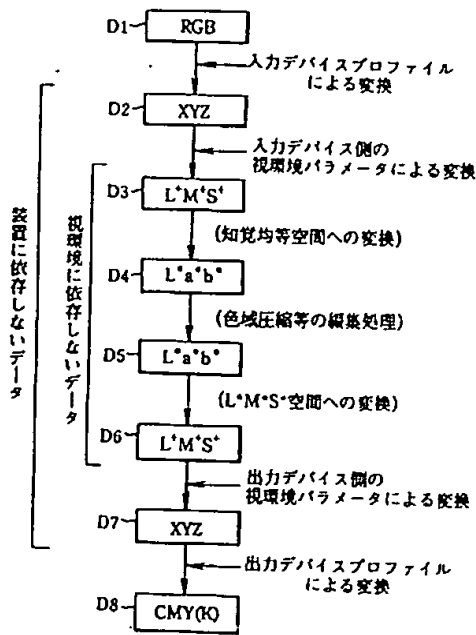 D1 RGB
入力デバイスプロファイル
による変換
D2 XYZ
入力デバイス側の
視環境パラメータによる変換
D3 L⁺M⁺S⁺
(知覚均等空間への変換)
D4 L*a*b*
(色域圧縮等の編集処理)
D5 L*a*b*
(L⁺M⁺S⁺空間への変換)
D6 L⁺M⁺S⁺
出力デバイス側の
視環境パラメータによる変換
D7 XYZ
出力デバイスプロファイル
による変換
D8 CMY(K)
装置に依存しないデータ
視環境に依存しないデータ